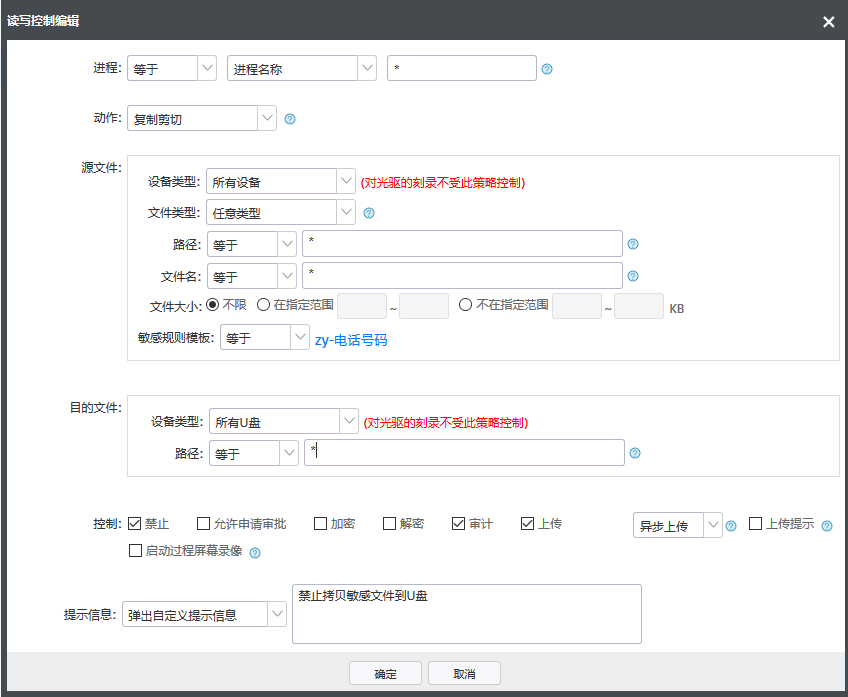 读写控制编辑
进程: 等于 进程名称 *
动作: 复制剪切
源文件:
设备类型: 所有设备 (对光驱的刻录不受此策略控制)
文件类型: 任意类型
路径: 等于 *
文件名: 等于 *
文件大小: 不限 在指定范围 ~ 不在指定范围 ~ KB
敏感规则模板: 等于 zy-电话号码
目的文件:
设备类型: 所有U盘 (对光驱的刻录不受此策略控制)
路径: 等于 *
控制: 禁止 允许申请审批 加密 解密 审计 上传 异步上传 上传提示
启动过程屏幕录像
提示信息: 弹出自定义提示信息 禁止拷贝敏感文件到U盘
确定 取消